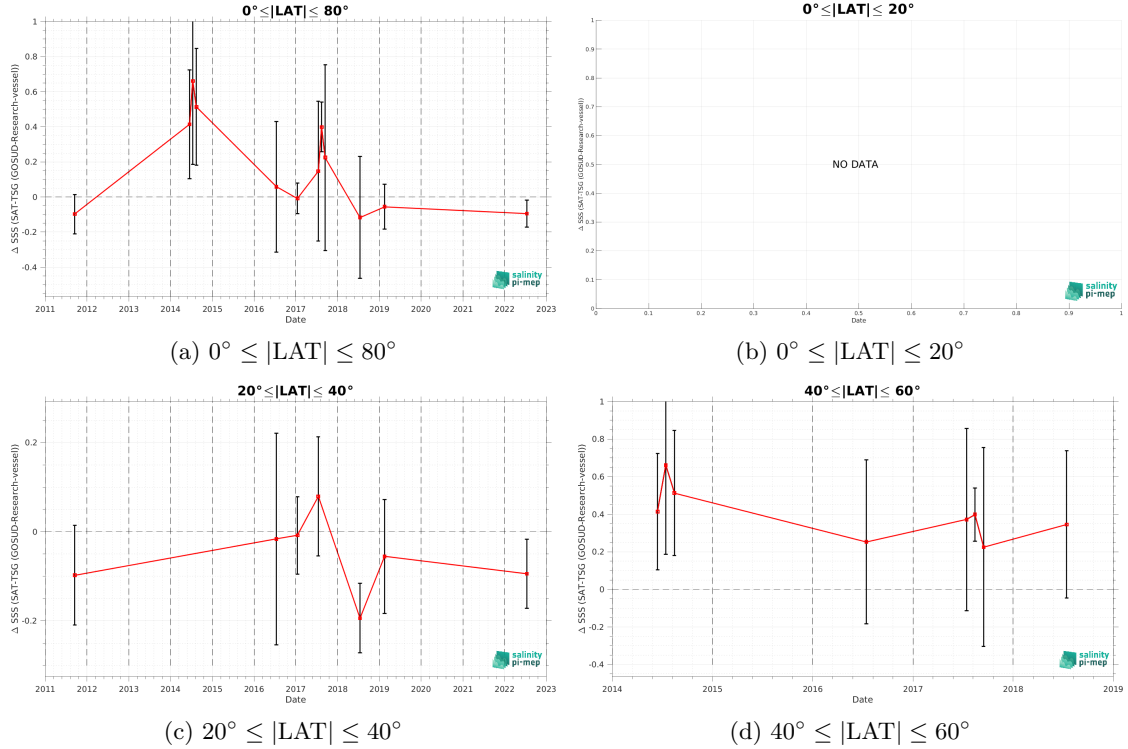 0°≤|LAT|≤ 80°
Δ SSS (SAT-TSG (GOSUD-Research-vessel))
1
0.8
0.6
0.4
0.2
0
-0.2
-0.4
2011 2012 2013 2014 2015 2016 2017 2018 2019 2020 2021 2022 2023
Date
salinity
pi-mep
(a) 0° ≤ |LAT| ≤ 80°
0°≤|LAT|≤ 20°
Δ SSS (SAT-TSG (GOSUD-Research-vessel))
1
0.9
0.8
0.7
0.6
0.5
0.4
0.3
0.2
0.1
0
NO DATA
0 0.1 0.2 0.3 0.4 0.5 0.6 0.7 0.8 0.9 1
Date
salinity
pi-mep
(b) 0° ≤ |LAT| ≤ 20°
20°≤|LAT|≤ 40°
Δ SSS (SAT-TSG (GOSUD-Research-vessel))
0.2
0
-0.2
2011 2012 2013 2014 2015 2016 2017 2018 2019 2020 2021 2022 2023
Date
salinity
pi-mep
(c) 20° ≤ |LAT| ≤ 40°
40°≤|LAT|≤ 60°
Δ SSS (SAT-TSG (GOSUD-Research-vessel))
1
0.8
0.6
0.4
0.2
0
-0.2
-0.4
2014 2015 2016 2017 2018 2019
Date
salinity
pi-mep
(d) 40° ≤ |LAT| ≤ 60°